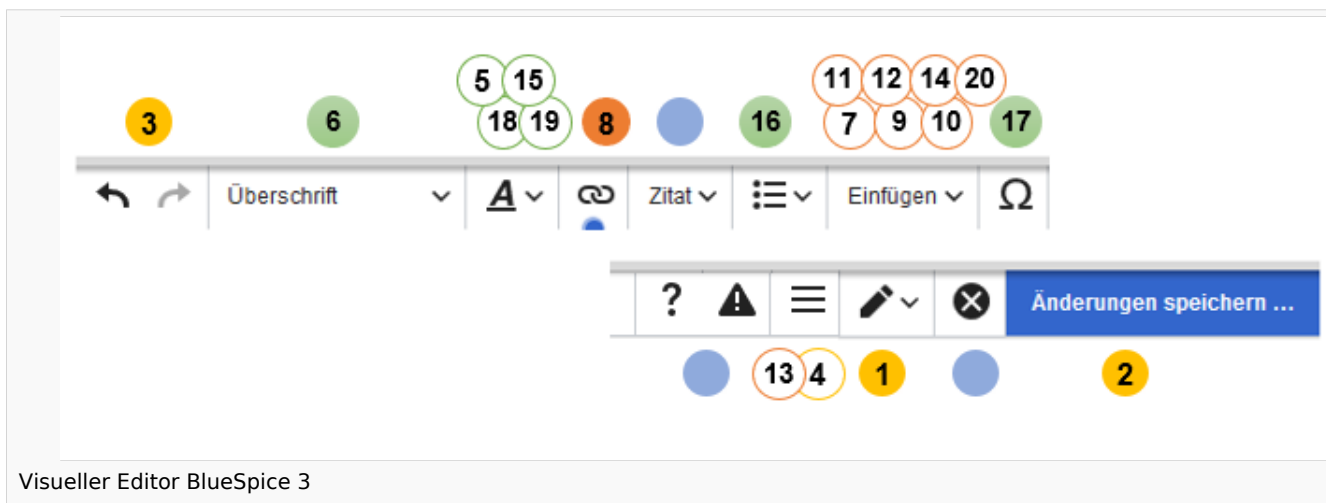 5 15 11 12 14 20
3 6 18 19 8 16 7 9 10 17
Überschrift A Zitat Einfügen Ω
? Änderungen speichern ...
13 4 1 2
Visueller Editor BlueSpice 3